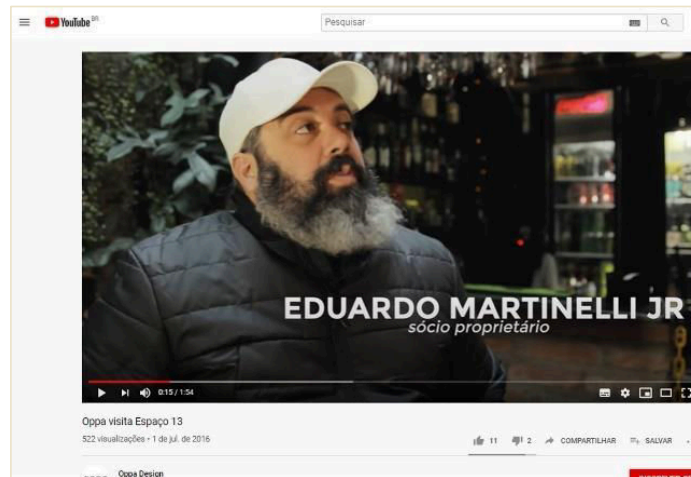 YouTube BR
Pesquisar
EDUARDO MARTINELLI JR
sócio proprietário
0:15 / 1:54
Oppa visita Espaço 13
522 visualizações • 1 de jul. de 2016
11 2 COMPARTILHAR SALVAR
Oppa Design